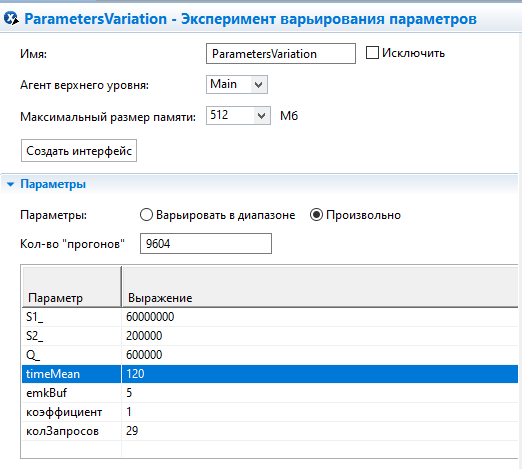 ParametersVariation - Эксперимент варьирования параметров
Имя: ParametersVariation Исключить
Агент верхнего уровня: Main
Максимальный размер памяти: 512 Мб
Создать интерфейс
Параметры
Параметры: Варьировать в диапазоне Произвольно
Кол-во "прогонов" 9604
Параметр Выражение
S1_ 60000000
S2_ 200000
Q_ 600000
timeMean 120
emkBuf 5
коэффициент 1
колЗапросов 29